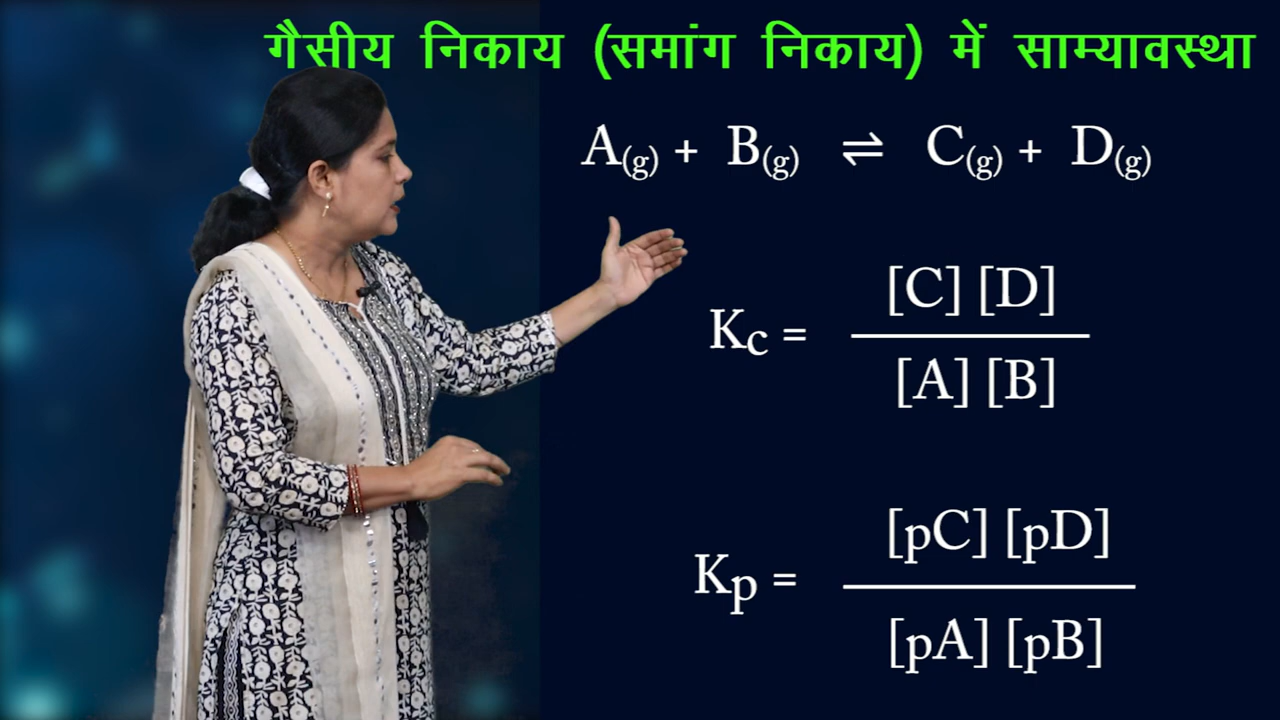 गैसीय निकाय (समांग निकाय) में साम्यावस्था
A(g) + B(g) ⇌ C(g) + D(g)
[C] [D]
Kc =
[A] [B]
[pC] [pD]
Kp =
[pA] [pB]